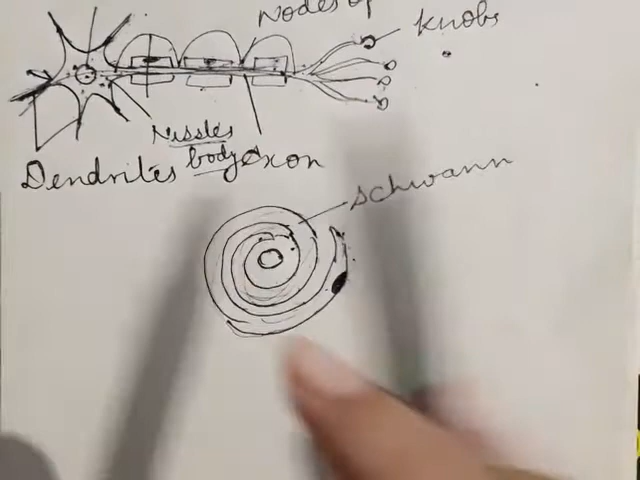 Nodes of
Knobs
Nissles
body
Dendrites
axon
schwann